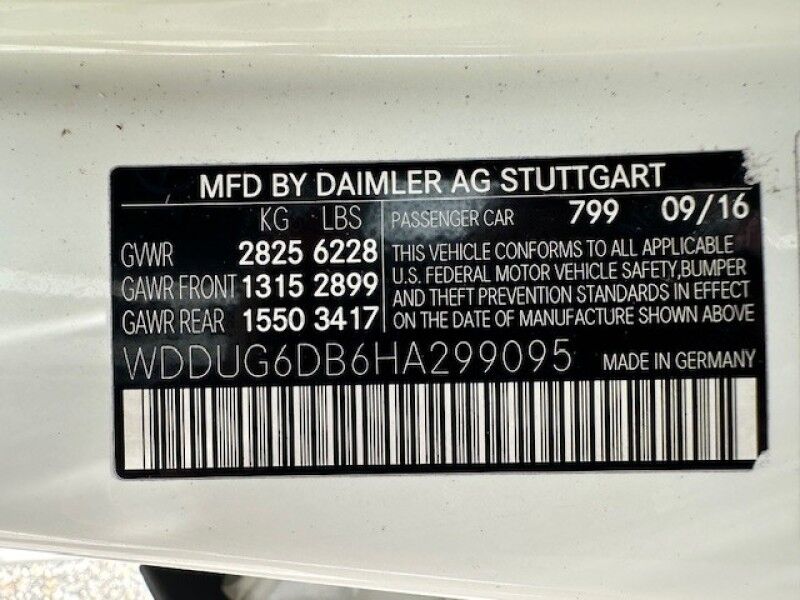 MFD BY DAIMLER AG STUTTGART
KG LBS
GVWR 2825 6228
GAWR FRONT 1315 2899
GAWR REAR 1550 3417
PASSENGER CAR 799 09/16
THIS VEHICLE CONFORMS TO ALL APPLICABLE
U.S. FEDERAL MOTOR VEHICLE SAFETY,BUMPER
AND THEFT PREVENTION STANDARDS IN EFFECT
ON THE DATE OF MANUFACTURE SHOWN ABOVE
WDDUG6DB6HA299095 MADE IN GERMANY